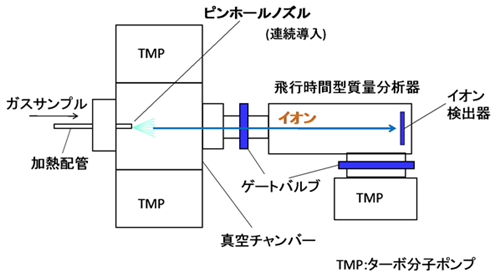 ピンホールノズル
(連続導入)
TMP
ガスサンプル
飛行時間型質量分析器
イオン
イオン
検出器
加熱配管
ゲートバルブ
TMP
TMP
真空チャンバー
TMP:ターボ分子ポンプ